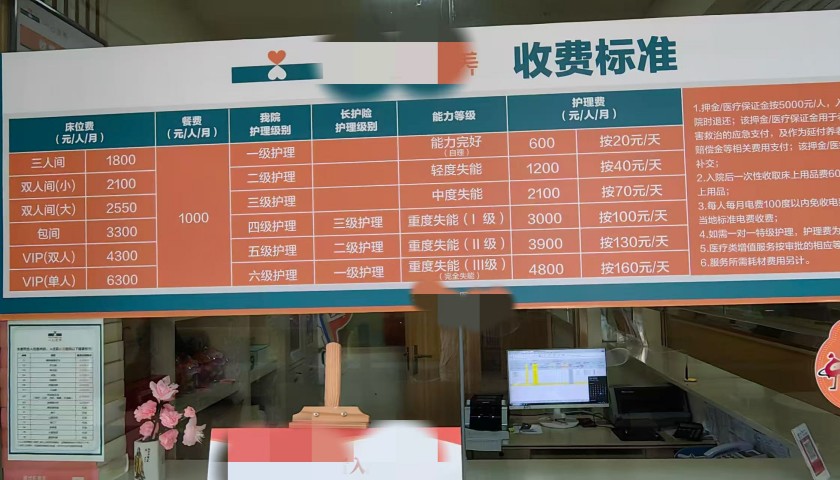 养 收费标准
床位费
(元/人/月)
餐费
(元/人/月)
我院
护理级别
长护险
护理级别
能力等级
护理费
(元/人/月)
三人间 1800
双人间(小) 2100
双人间(大) 2550
包间 3300
VIP(双人) 4300
VIP(单人) 6300
1000
一级护理 能力完好 600 按20元/天
(自理)
二级护理 轻度失能 1200 按40元/天
三级护理 中度失能 2100 按70元/天
四级护理 三级护理 重度失能(I 级) 3000 按100元/天
五级护理 二级护理 重度失能(II 级) 3900 按130元/天
六级护理 一级护理 重度失能(III级) 4800 按160元/天
(完全失能)
1.押金/医疗保证金按5000元/人，入
院时退还；该押金/医疗保证金用于
害救治的应急支付，及作为延付养
赔偿金等相关费用支付；该押金/医
补交；
2.入院后一次性收取床上用品费60
上用品；
3.每人每月电费100度以内免收电
当地标准电费收费；
4.如需一对一特级护理，护理费为
5.医疗类增值服务按审批的相应等
6.服务所需耗材费用另计。
入